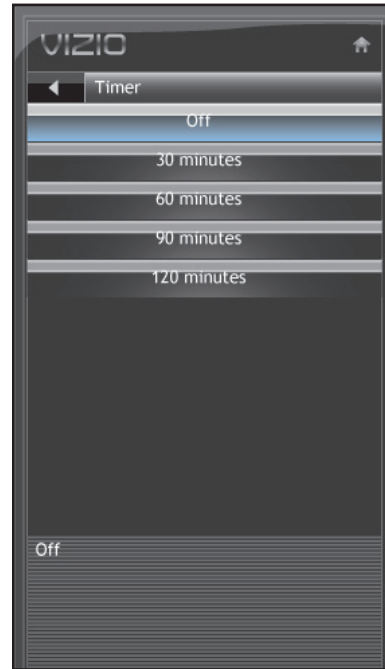 VIZIO
Timer
Off
30 minutes
60 minutes
90 minutes
120 minutes
Off